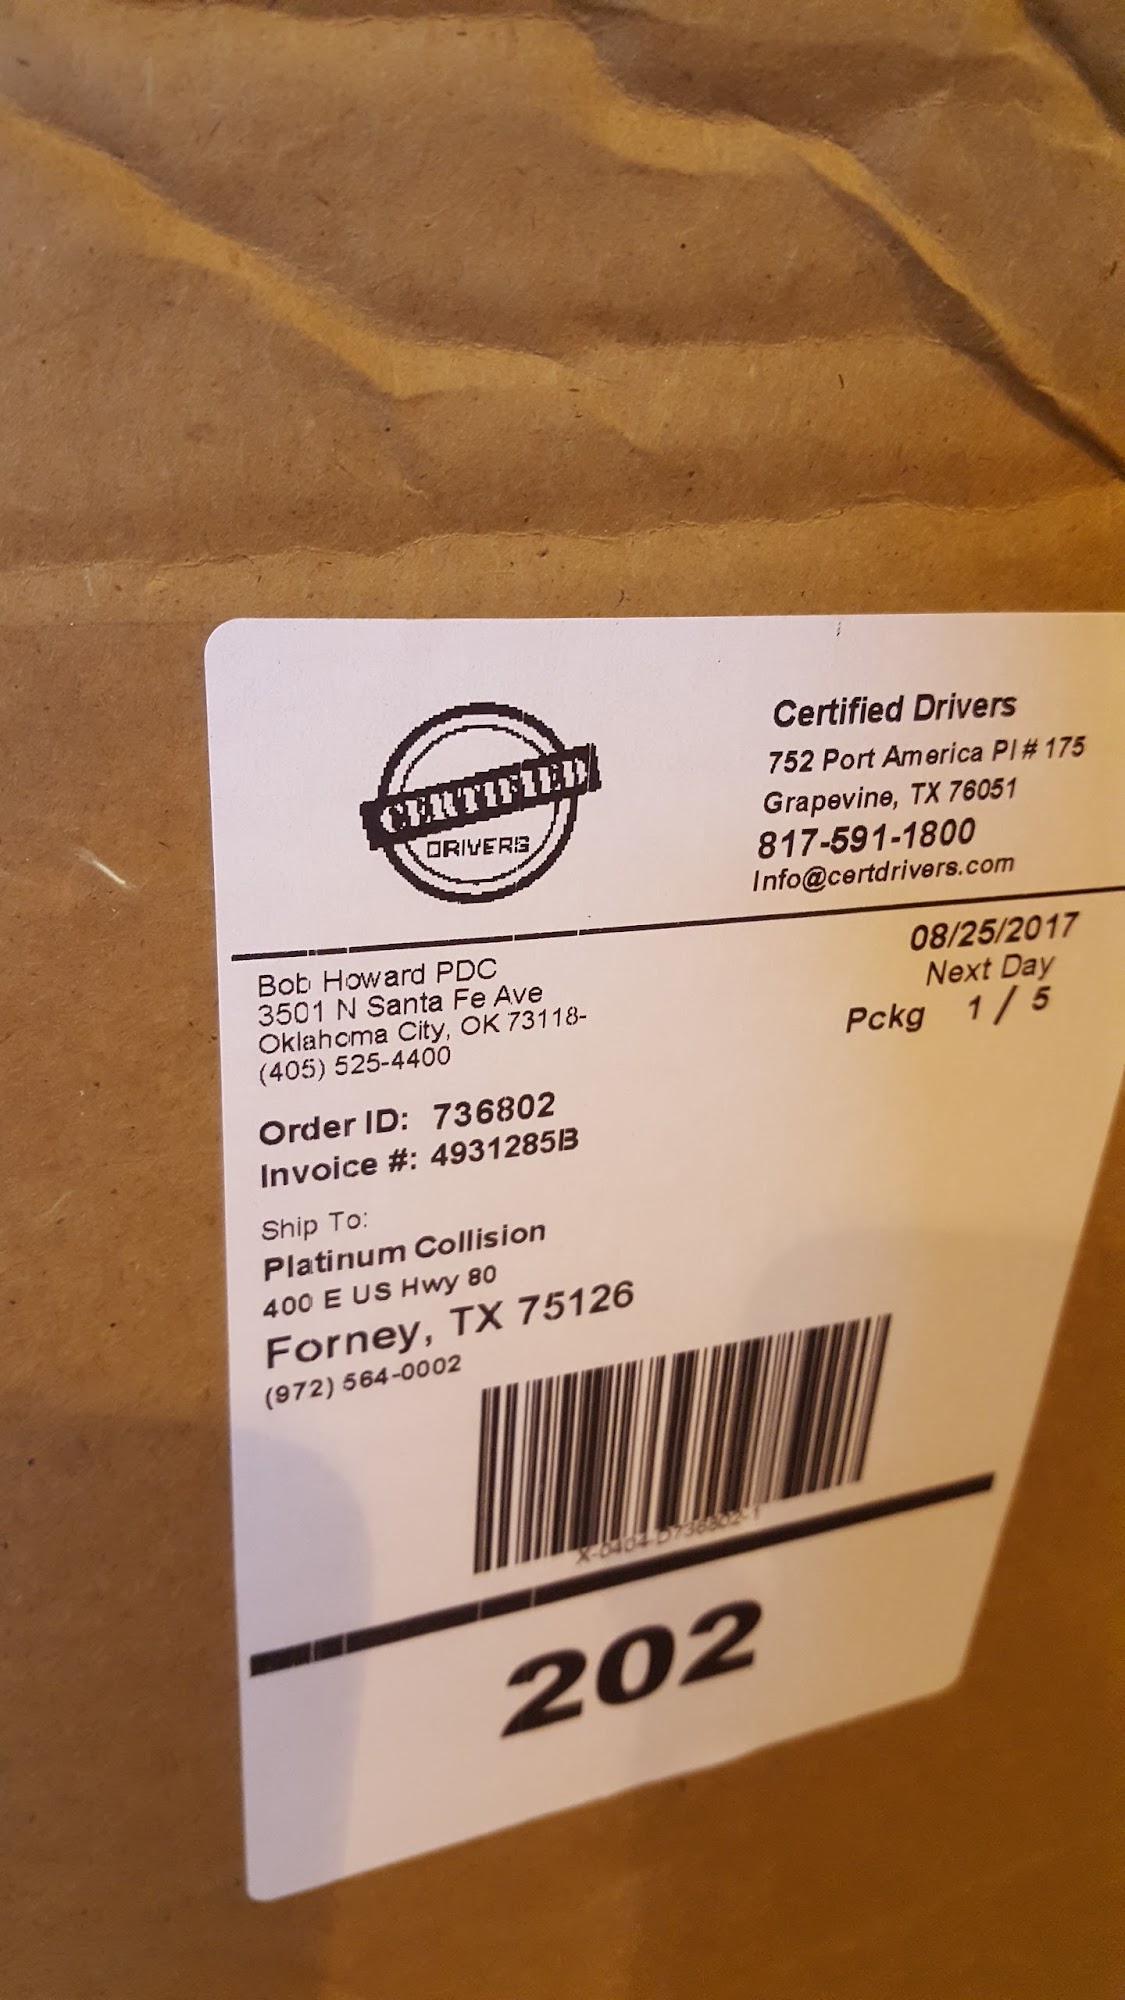 CERTIFIED
DRIVERS
Certified Drivers
752 Port America Pl # 175
Grapevine, TX 76051
817-591-1800
Info@certdrivers.com
08/25/2017
Next Day
Pckg 1 / 5
Bob Howard PDC
3501 N Santa Fe Ave
Oklahoma City, OK 73118-
(405) 525-4400
Order ID: 736802
Invoice #: 4931285B
Ship To:
Platinum Collision
400 E US Hwy 80
Forney, TX 75126
(972) 564-0002
X-0404-D736802-1
202